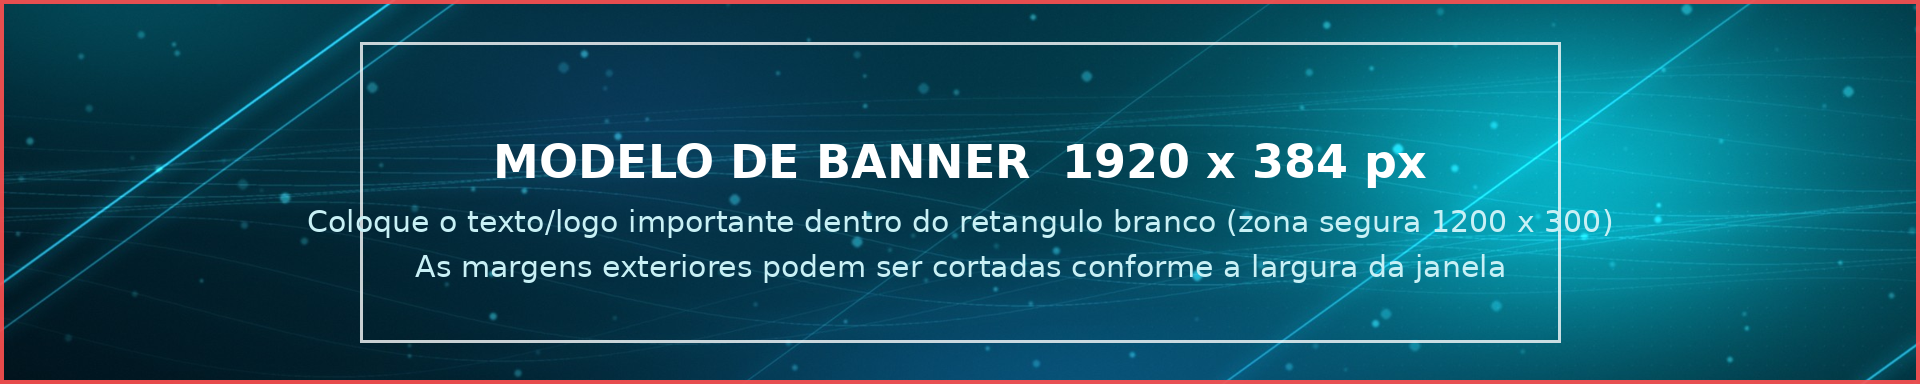 MODELO DE BANNER  1920 x 384 px
Coloque o texto/logo importante dentro do retangulo branco (zona segura 1200 x 300)
As margens exteriores podem ser cortadas conforme a largura da janela